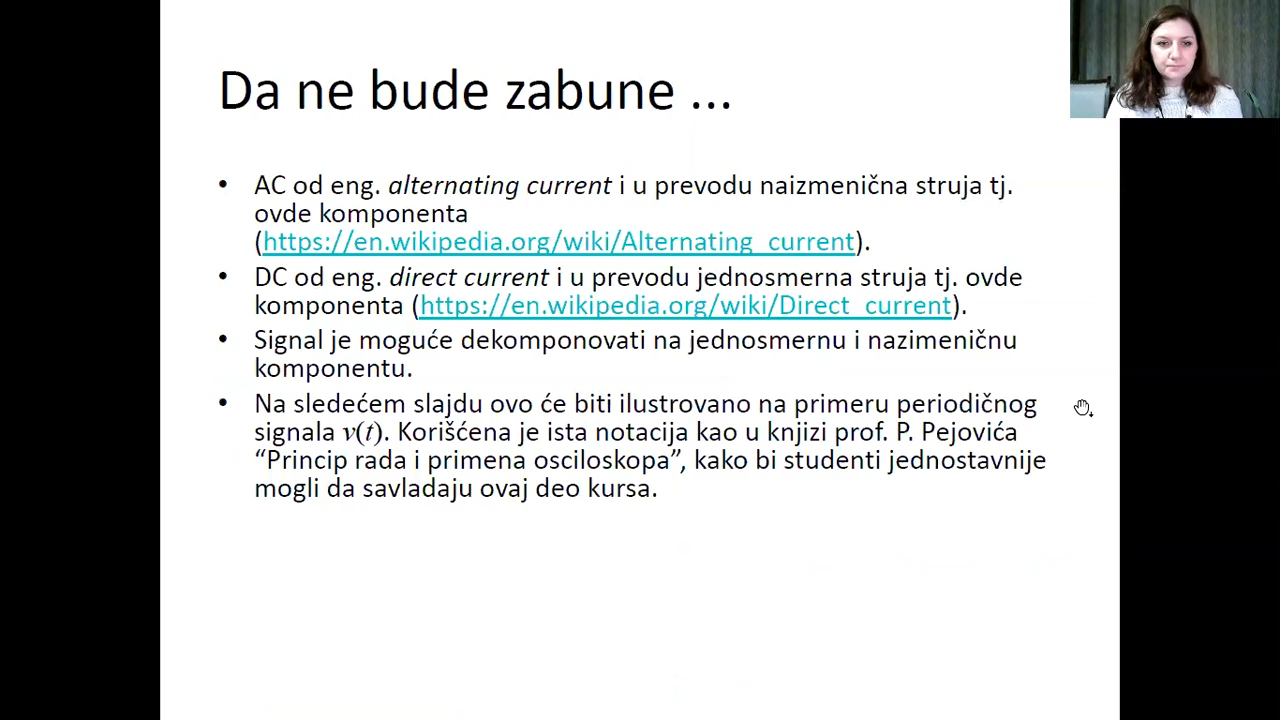 Da ne bude zabune ...
• AC od eng. alternating current i u prevodu naizmenična struja tj.
ovde komponenta
(https://en.wikipedia.org/wiki/Alternating_current).
• DC od eng. direct current i u prevodu jednosmerna struja tj. ovde
komponenta (https://en.wikipedia.org/wiki/Direct_current).
• Signal je moguće dekomponovati na jednosmernu i nazimeničnu
komponentu.
• Na sledećem slajdu ovo će biti ilustrovano na primeru periodičnog
signala v(t). Korišćena je ista notacija kao u knjizi prof. P. Pejovića
“Princip rada i primena osciloskopa”, kako bi studenti jednostavnije
mogli da savladaju ovaj deo kursa.